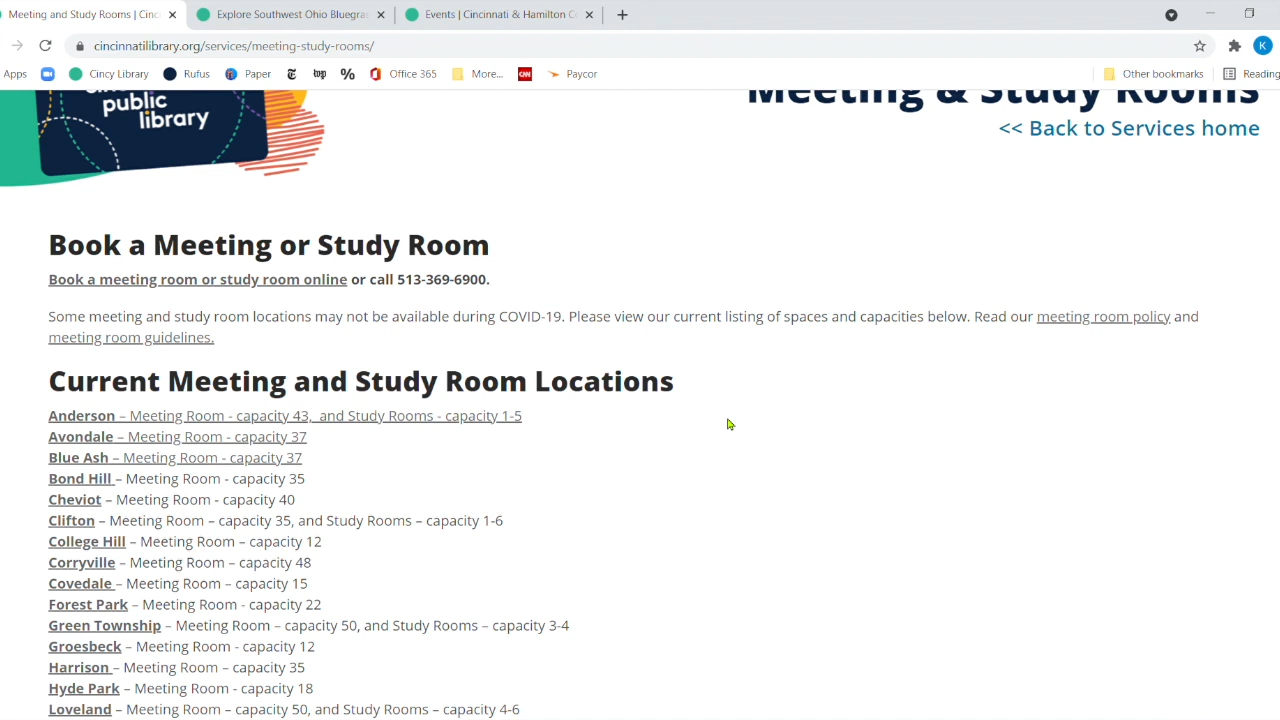 Meeting and Study Rooms | Cinc
Explore Southwest Ohio Bluegras
Events | Cincinnati & Hamilton Co
cincinnatilibrary.org/services/meeting-study-rooms/
K
Apps
Cincy Library
Rufus
Paper
wp
%
Office 365
More...
CNN
Paycor
Other bookmarks
Reading
public
library
Meeting & Study Rooms
<< Back to Services home
Book a Meeting or Study Room
Book a meeting room or study room online or call 513-369-6900.
Some meeting and study room locations may not be available during COVID-19. Please view our current listing of spaces and capacities below. Read our meeting room policy and
meeting room guidelines.
Current Meeting and Study Room Locations
Anderson – Meeting Room - capacity 43,  and Study Rooms - capacity 1-5
Avondale – Meeting Room - capacity 37
Blue Ash – Meeting Room - capacity 37
Bond Hill – Meeting Room - capacity 35
Cheviot – Meeting Room - capacity 40
Clifton – Meeting Room – capacity 35, and Study Rooms – capacity 1-6
College Hill – Meeting Room – capacity 12
Corryville – Meeting Room – capacity 48
Covedale – Meeting Room – capacity 15
Forest Park – Meeting Room - capacity 22
Green Township – Meeting Room – capacity 50, and Study Rooms – capacity 3-4
Groesbeck – Meeting Room - capacity 12
Harrison – Meeting Room – capacity 35
Hyde Park – Meeting Room - capacity 18
Loveland – Meeting Room – capacity 50, and Study Rooms – capacity 4-6